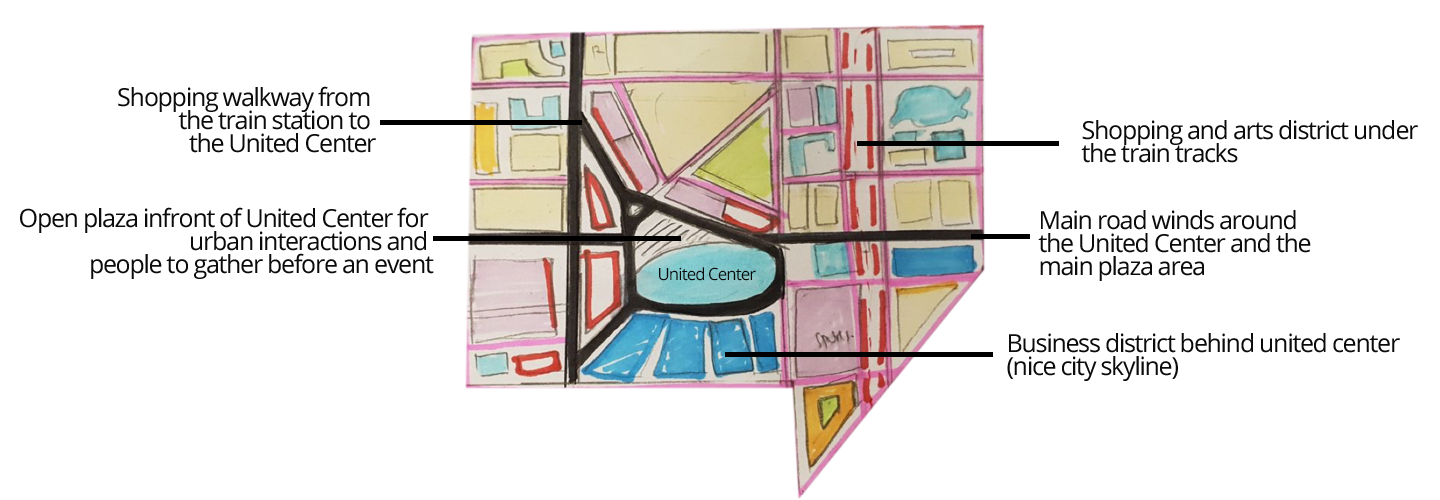 Shopping walkway from
the train station to
the United Center
Open plaza infront of United Center for
urban interactions and
people to gather before an event
United Center
Shopping and arts district under
the train tracks
Main road winds around
the United Center and the
main plaza area
Business district behind united center
(nice city skyline)